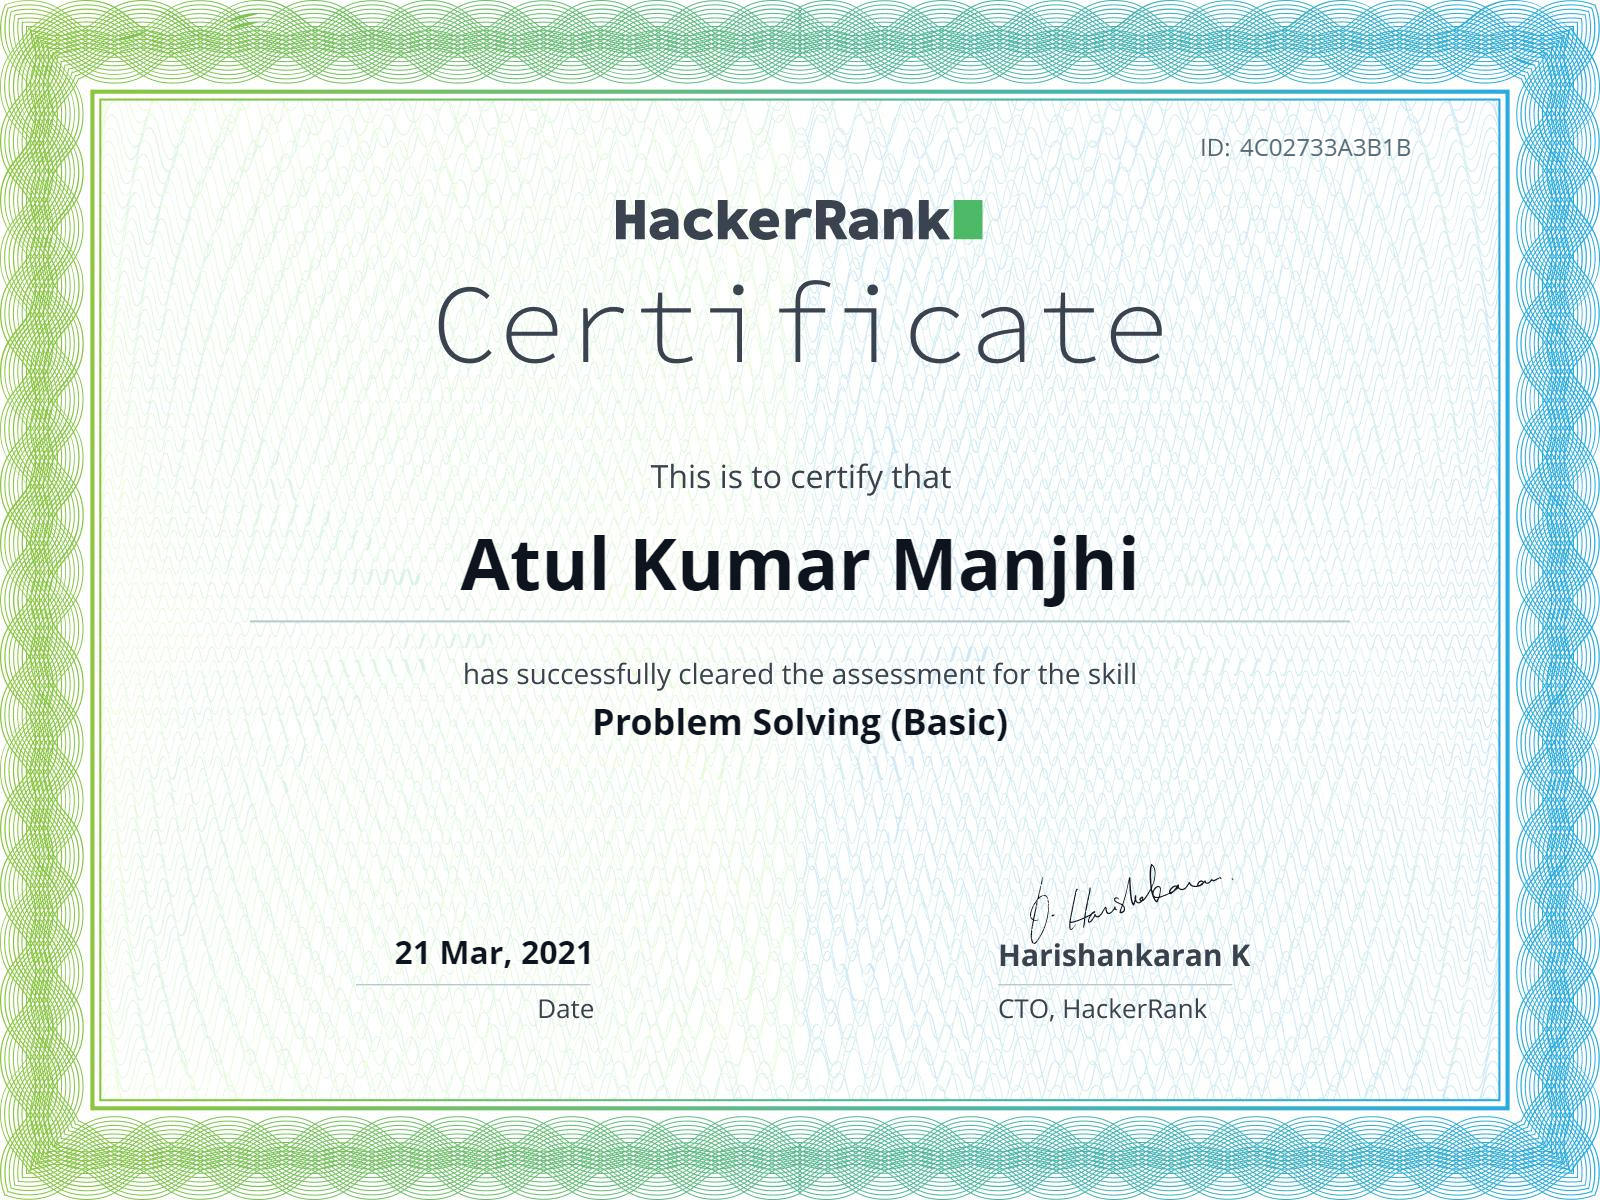 ID: 4C02733A3B1B
HackerRank
Certificate
This is to certify that
Atul Kumar Manjhi
has successfully cleared the assessment for the skill
Problem Solving (Basic)
21 Mar, 2021
Date
Harishankaran K
CTO, HackerRank